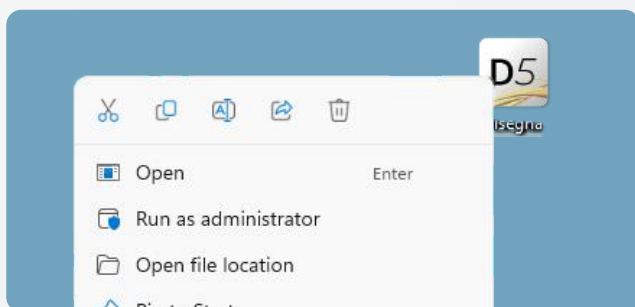 D5
isegna
Open Enter
Run as administrator
Open file location